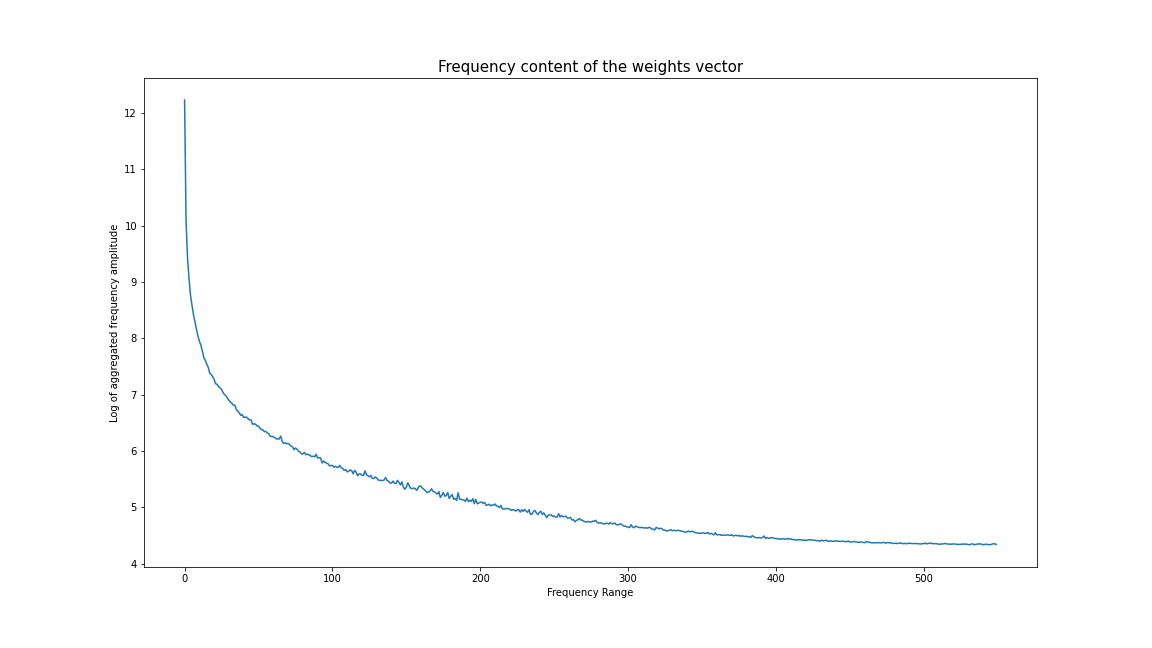 Frequency content of the weights vector
12
11
10
9
8
7
6
5
4
Log of aggregated frequency amplitude
0 100 200 300 400 500
Frequency Range